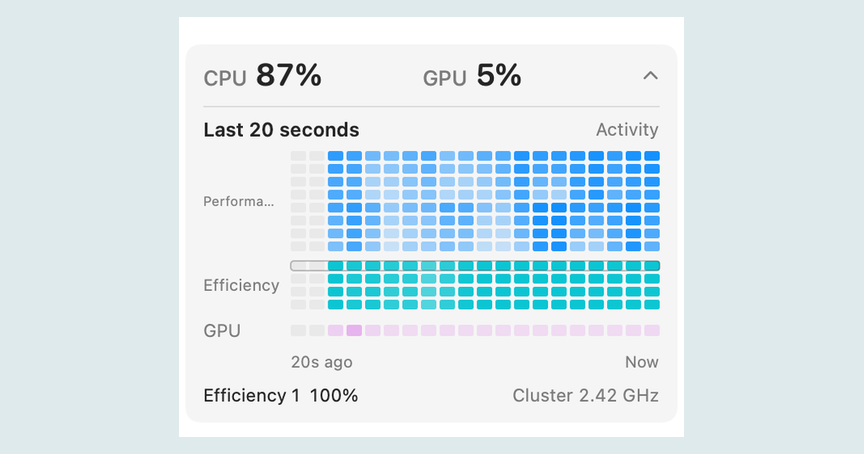 CPU 87% GPU 5%
Last 20 seconds Activity
Performa...
Efficiency
GPU
20s ago Now
Efficiency 1 100% Cluster 2.42 GHz